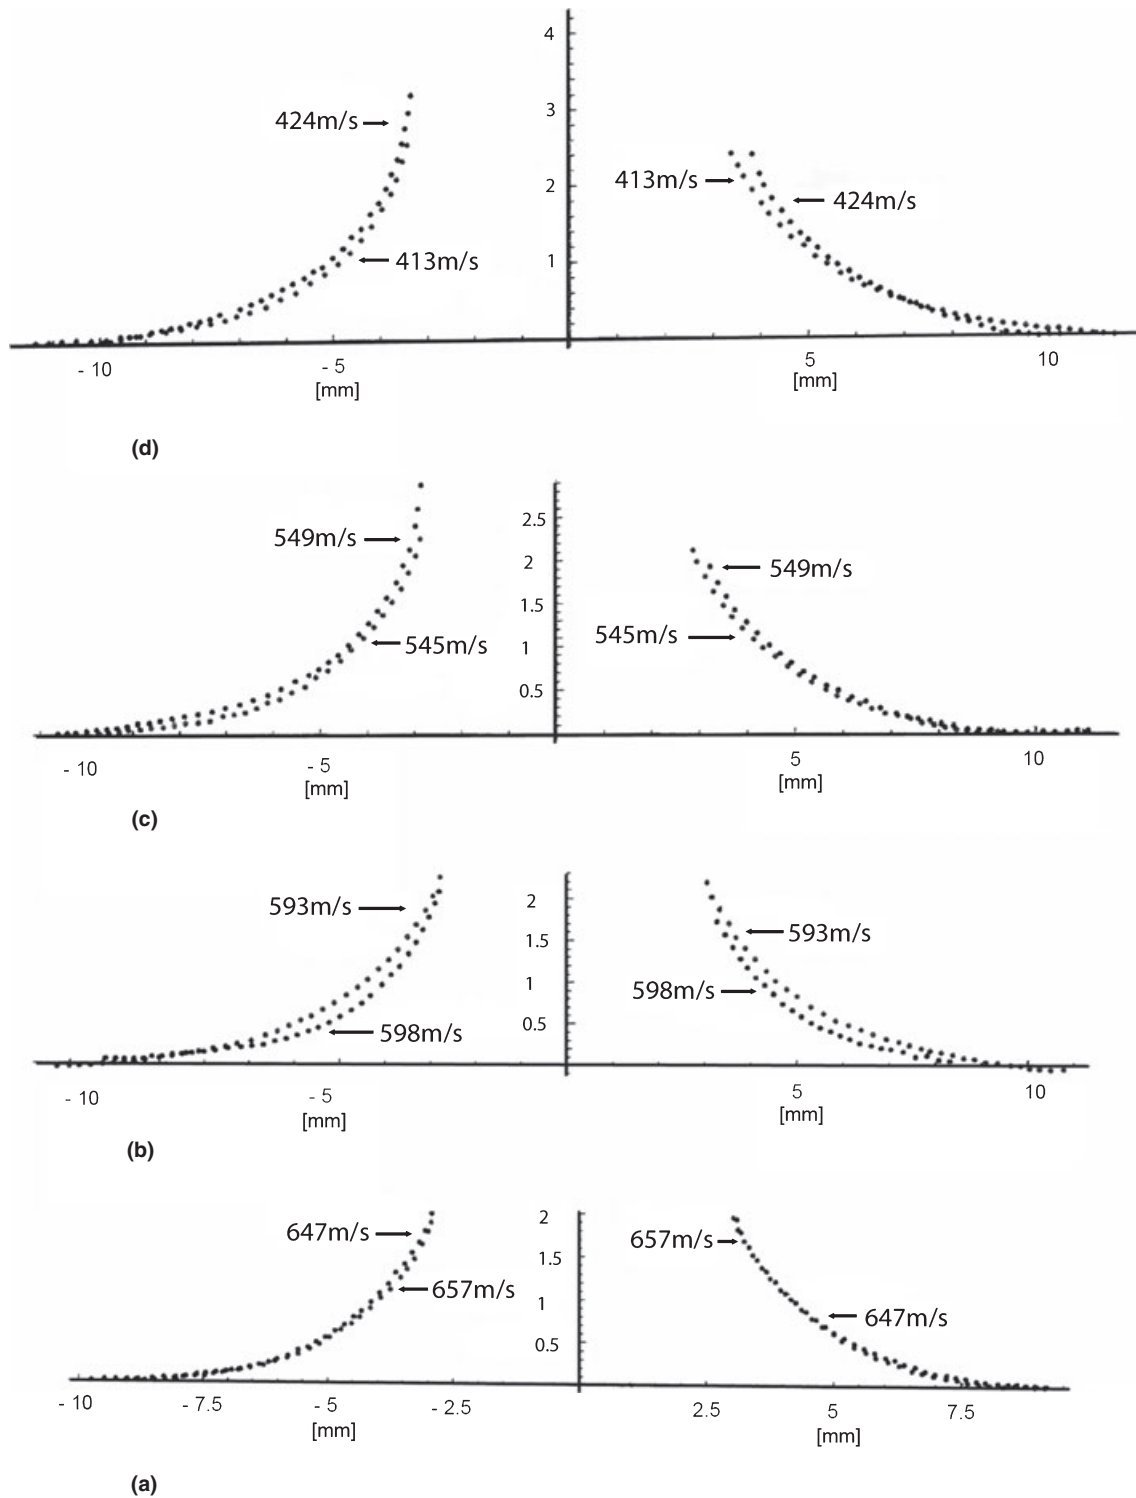 4
3
424m/s
2
413m/s
424m/s
1
413m/s
- 10
- 5
5
10
[mm]
[mm]
(d)
2.5
549m/s
2
549m/s
1.5
545m/s
545m/s
1
0.5
- 10
- 5
5
10
[mm]
[mm]
(c)
2
593m/s
593m/s
1.5
1
598m/s
0.5
598m/s
- 10
- 5
5
10
[mm]
[mm]
(b)
2
647m/s
657m/s
1.5
657m/s
1
647m/s
0.5
- 10
- 7.5
- 5
- 2.5
2.5
5
7.5
[mm]
[mm]
(a)